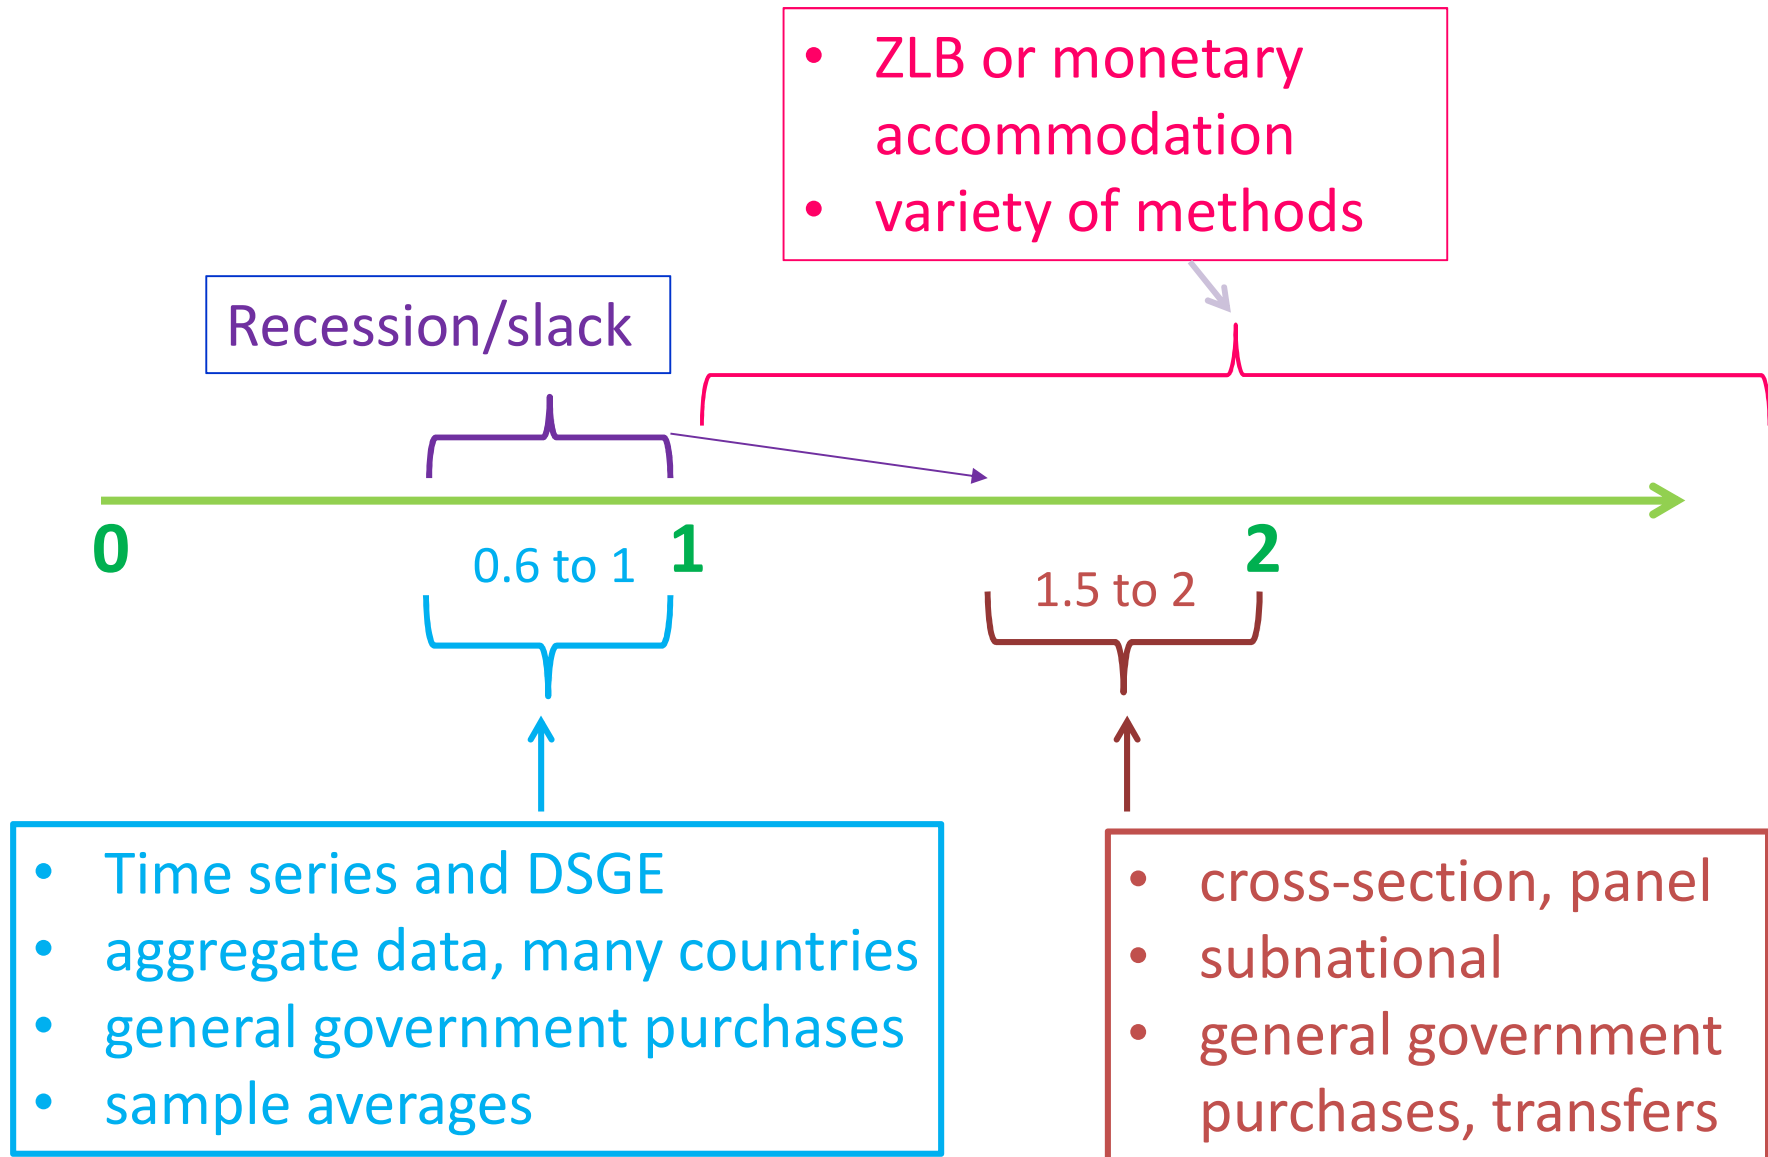 • ZLB or monetary
accommodation
• variety of methods
Recession/slack
0
1
2
0.6 to 1
1.5 to 2
• Time series and DSGE
• aggregate data, many countries
• general government purchases
• sample averages
• cross-section, panel
• subnational
• general government
purchases, transfers